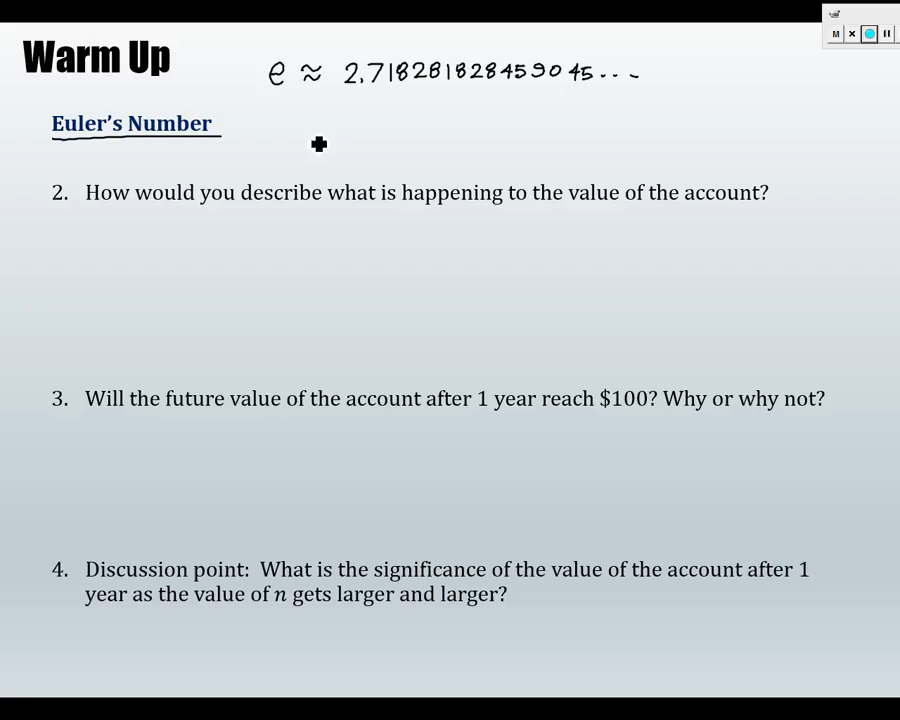 M × II
Warm Up
e ≈ 2.718281828459045...
Euler's Number
2. How would you describe what is happening to the value of the account?
3. Will the future value of the account after 1 year reach $100? Why or why not?
4. Discussion point: What is the significance of the value of the account after 1
year as the value of n gets larger and larger?